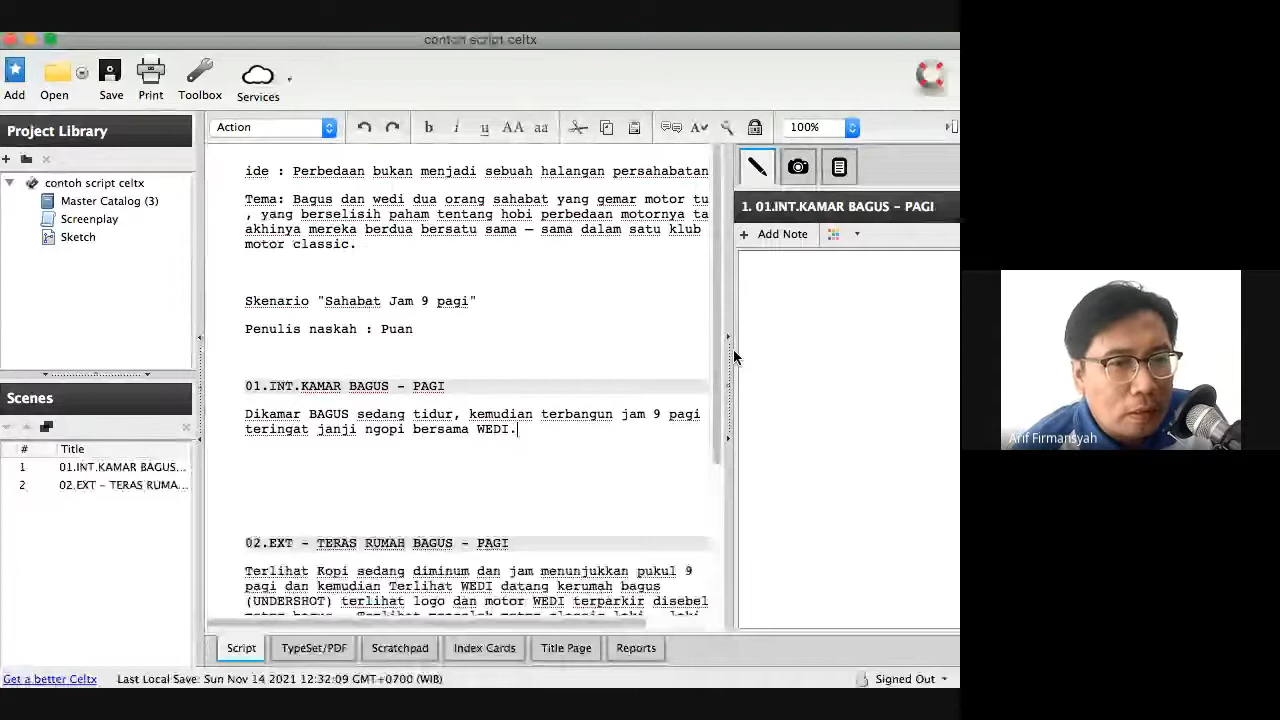 contoh script celtx
Add
Open
Save
Print
Toolbox
Services
Project Library
Action
b i u AA aa
100%
contoh script celtx
Master Catalog (3)
Screenplay
Sketch
ide : Perbedaan bukan menjadi sebuah halangan persahabatan
Tema: Bagus dan wedi dua orang sahabat yang gemar motor tu
, yang berselisih paham tentang hobi perbedaan motornya ta
akhinya mereka berdua bersatu sama – sama dalam satu klub
motor classic.
Skenario "Sahabat Jam 9 pagi"
Penulis naskah : Puan
01.INT.KAMAR BAGUS - PAGI
Dikamar BAGUS sedang tidur, kemudian terbangun jam 9 pagi
teringat janji ngopi bersama WEDI.
02.EXT - TERAS RUMAH BAGUS - PAGI
Terlihat Kopi sedang diminum dan jam menunjukkan pukul 9
pagi dan kemudian Terlihat WEDI datang kerumah bagus
(UNDERSHOT) terlihat logo dan motor WEDI terparkir disebel
Scenes
# Title
1 01.INT.KAMAR BAGUS...
2 02.EXT - TERAS RUMA...
1. 01.INT.KAMAR BAGUS - PAGI
+ Add Note
Script
TypeSet/PDF
Scratchpad
Index Cards
Title Page
Reports
Get a better Celtx
Last Local Save: Sun Nov 14 2021 12:32:09 GMT+0700 (WIB)
Signed Out
Arif Firmansyah